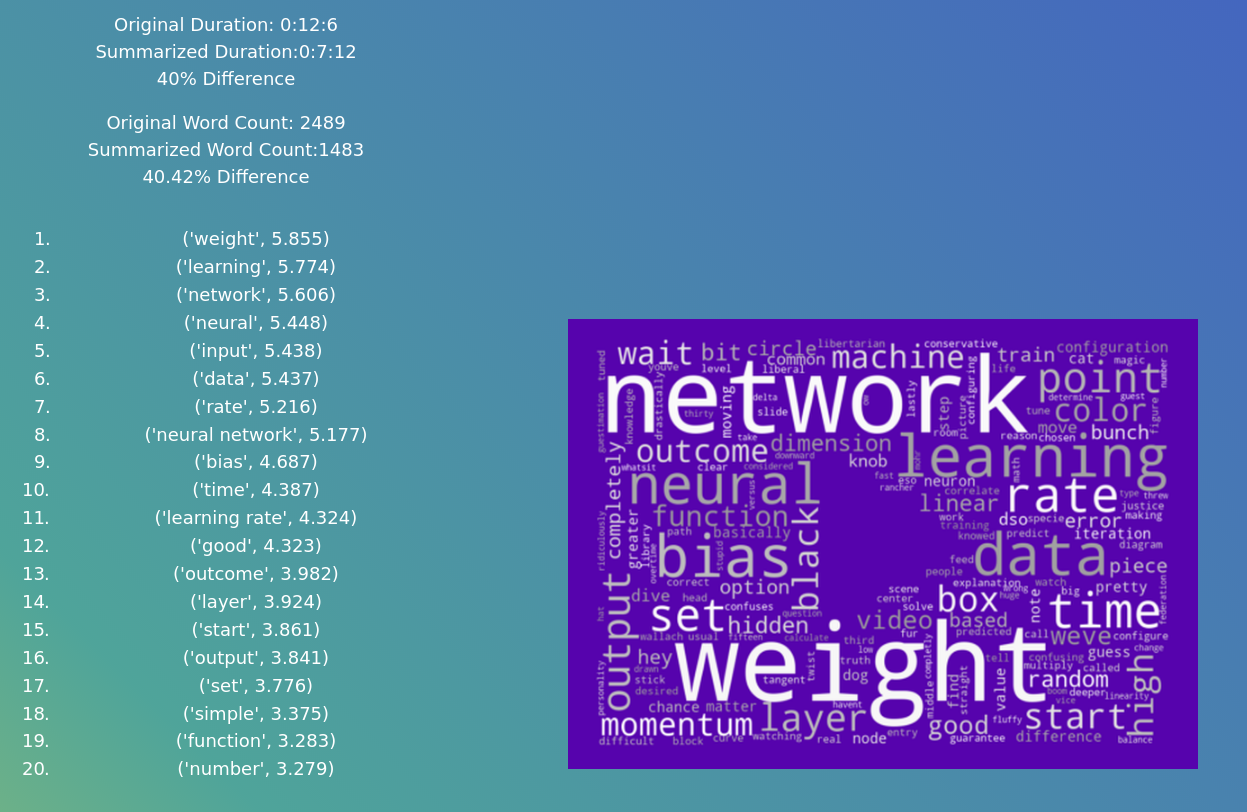 Original Duration: 0:12:6
Summarized Duration:0:7:12
40% Difference
Original Word Count: 2489
Summarized Word Count:1483
40.42% Difference
1. ('weight', 5.855)
2. ('learning', 5.774)
3. ('network', 5.606)
4. ('neural', 5.448)
5. ('input', 5.438)
6. ('data', 5.437)
7. ('rate', 5.216)
8. ('neural network', 5.177)
9. ('bias', 4.687)
10. ('time', 4.387)
11. ('learning rate', 4.324)
12. ('good', 4.323)
13. ('outcome', 3.982)
14. ('layer', 3.924)
15. ('start', 3.861)
16. ('output', 3.841)
17. ('set', 3.776)
18. ('simple', 3.375)
19. ('function', 3.283)
20. ('number', 3.279)
libertarian conservative
wait bit circle common machine train configuration
tuned youve level liberal life cat magic
network point number
guestimation knowledge drastically thirty moving delta slide lastly step picture configuring tune determine guest color figure
take room reason chosen move bunch
outcome dimension learning
whatsit clear downward considered knob fast math
completely neural versus rancher eso neuron correlate rate type threw
function linear justice making
ridiculously greater library path basically black work training dso specie error
bias stupid knowed predict iteration diagram
overtime feed data piece
correct option people explanation wrong watch
dive head scene center huge big pretty
output hat set confuses question solve box note time federation
hidden video based
wallach usual fifteen calculate third fur predicted call weve configure
hey drawn twist low truth completly tell confusing guess change
stick weight multiply called
personality desired tangent dog middle find straight value random
chance matter havent boom deeper linearity vice high
momentum layer good fluffy start
difficult block curve watching real node entry guarantee difference balance